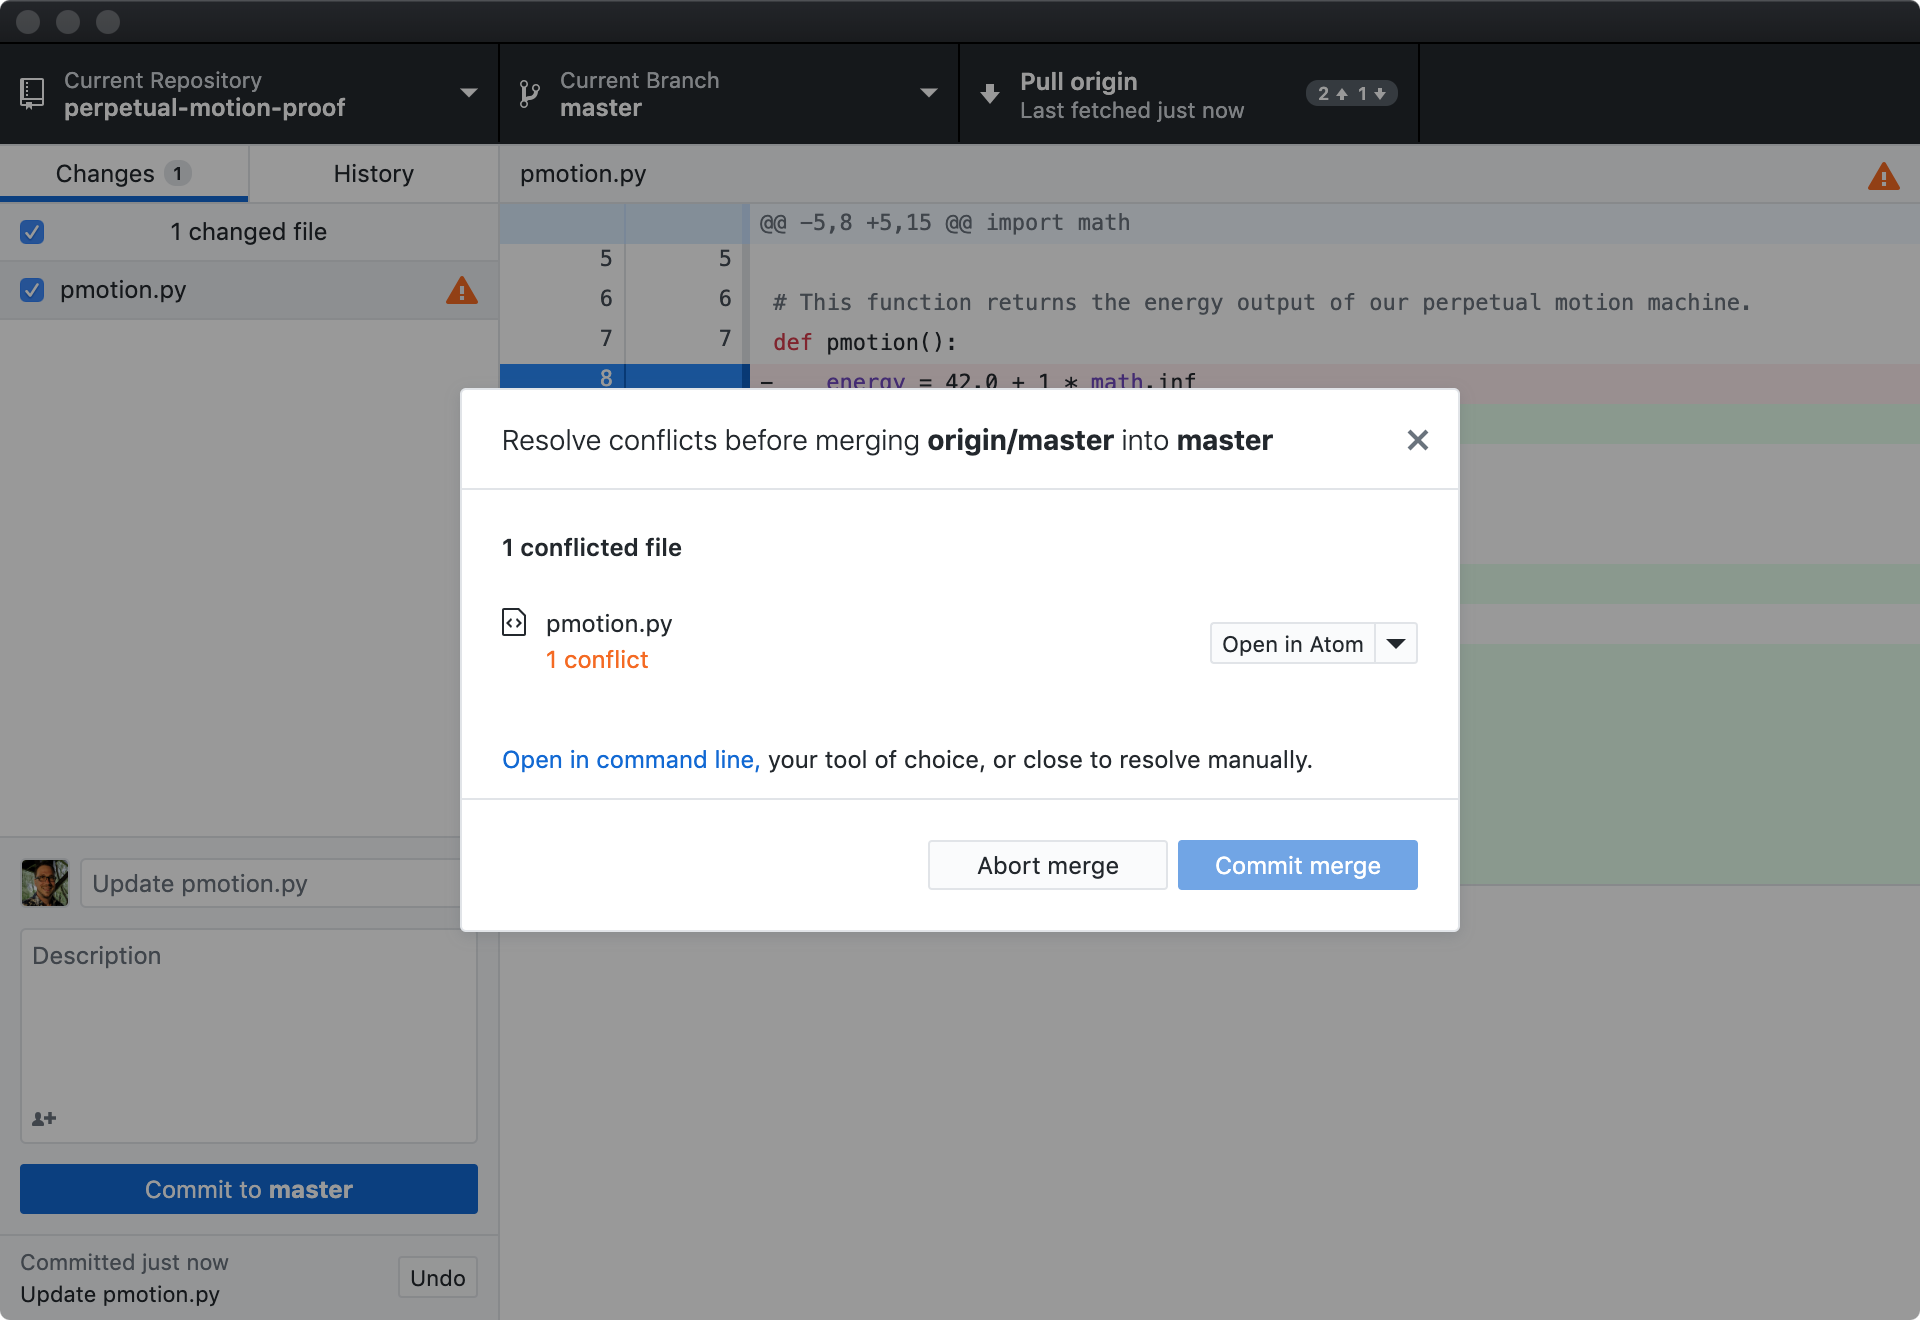 Current Repository
perpetual-motion-proof
Current Branch
master
Pull origin
Last fetched just now
2 1
Changes 1
History
pmotion.py
1 changed file
pmotion.py
@@ -5,8 +5,15 @@ import math
5 5
6 6 # This function returns the energy output of our perpetual motion machine.
7 7 def pmotion():
8 - energy = 42.0 + 1 * math.inf
Resolve conflicts before merging origin/master into master
1 conflicted file
pmotion.py
1 conflict
Open in Atom
Open in command line, your tool of choice, or close to resolve manually.
Abort merge
Commit merge
Update pmotion.py
Description
Commit to master
Committed just now
Update pmotion.py
Undo